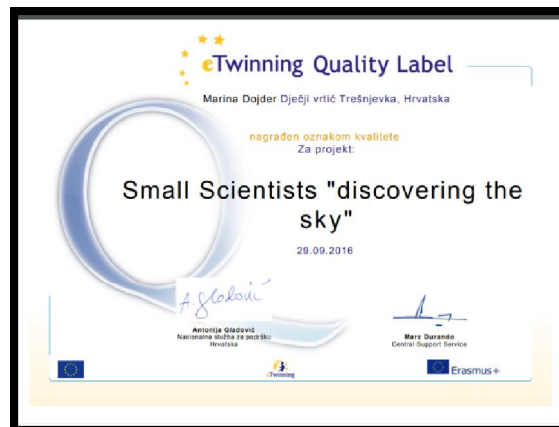 eTwinning Quality Label
Marina Dojder Dječji vrtić Trešnjevka, Hrvatska
nagrađen oznakom kvalitete
Za projekt:
Small Scientists "discovering the
sky"
29.09.2016
A. Gladović
Antonija Gladović
Nacionalna služba za podršku
Hrvatska
Marc Durando
Central Support Service
eTwinning
Erasmus+